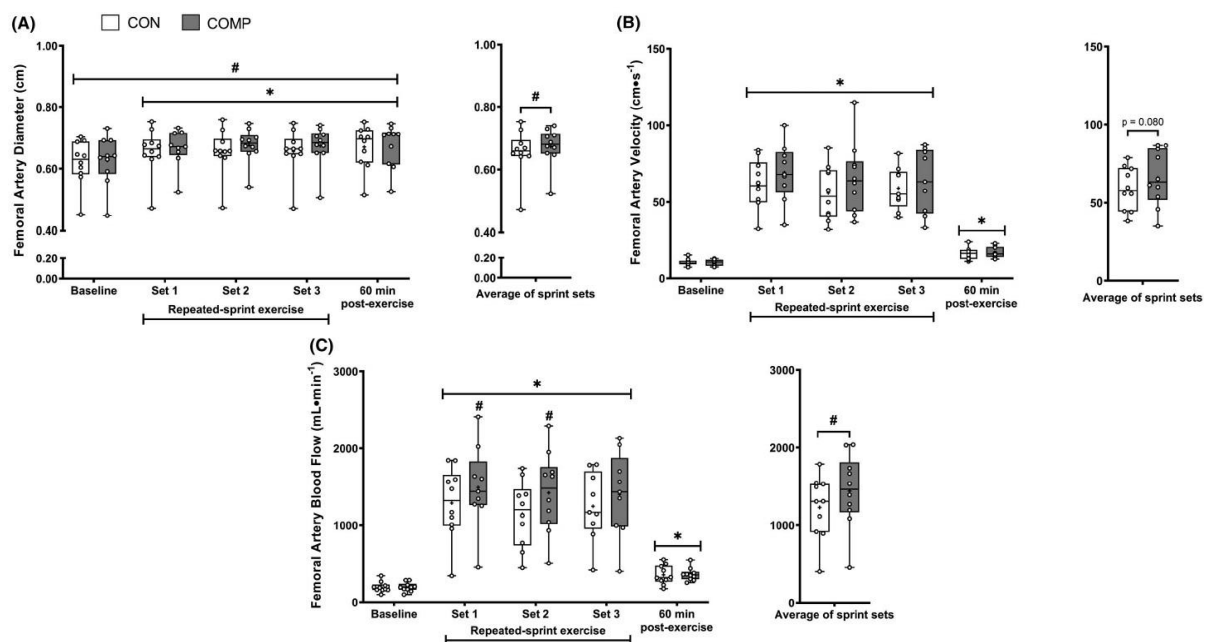 (A)
CON
COMP
Femoral Artery Diameter (cm)
1.00
0.80
0.60
0.40
0.20
0.00
#
*
Baseline
Set 1
Set 2
Set 3
60 min
post-exercise
Repeated-sprint exercise
1.00
0.80
0.60
0.40
0.20
0.00
#
Average of sprint sets
(B)
Femoral Artery Velocity (cm•s⁻¹)
150
100
50
0
*
*
Baseline
Set 1
Set 2
Set 3
60 min
post-exercise
Repeated-sprint exercise
150
100
50
0
p = 0.080
Average of sprint sets
(C)
Femoral Artery Blood Flow (mL•min⁻¹)
3000
2000
1000
0
*
#
#
*
Baseline
Set 1
Set 2
Set 3
60 min
post-exercise
Repeated-sprint exercise
3000
2000
1000
0
#
Average of sprint sets